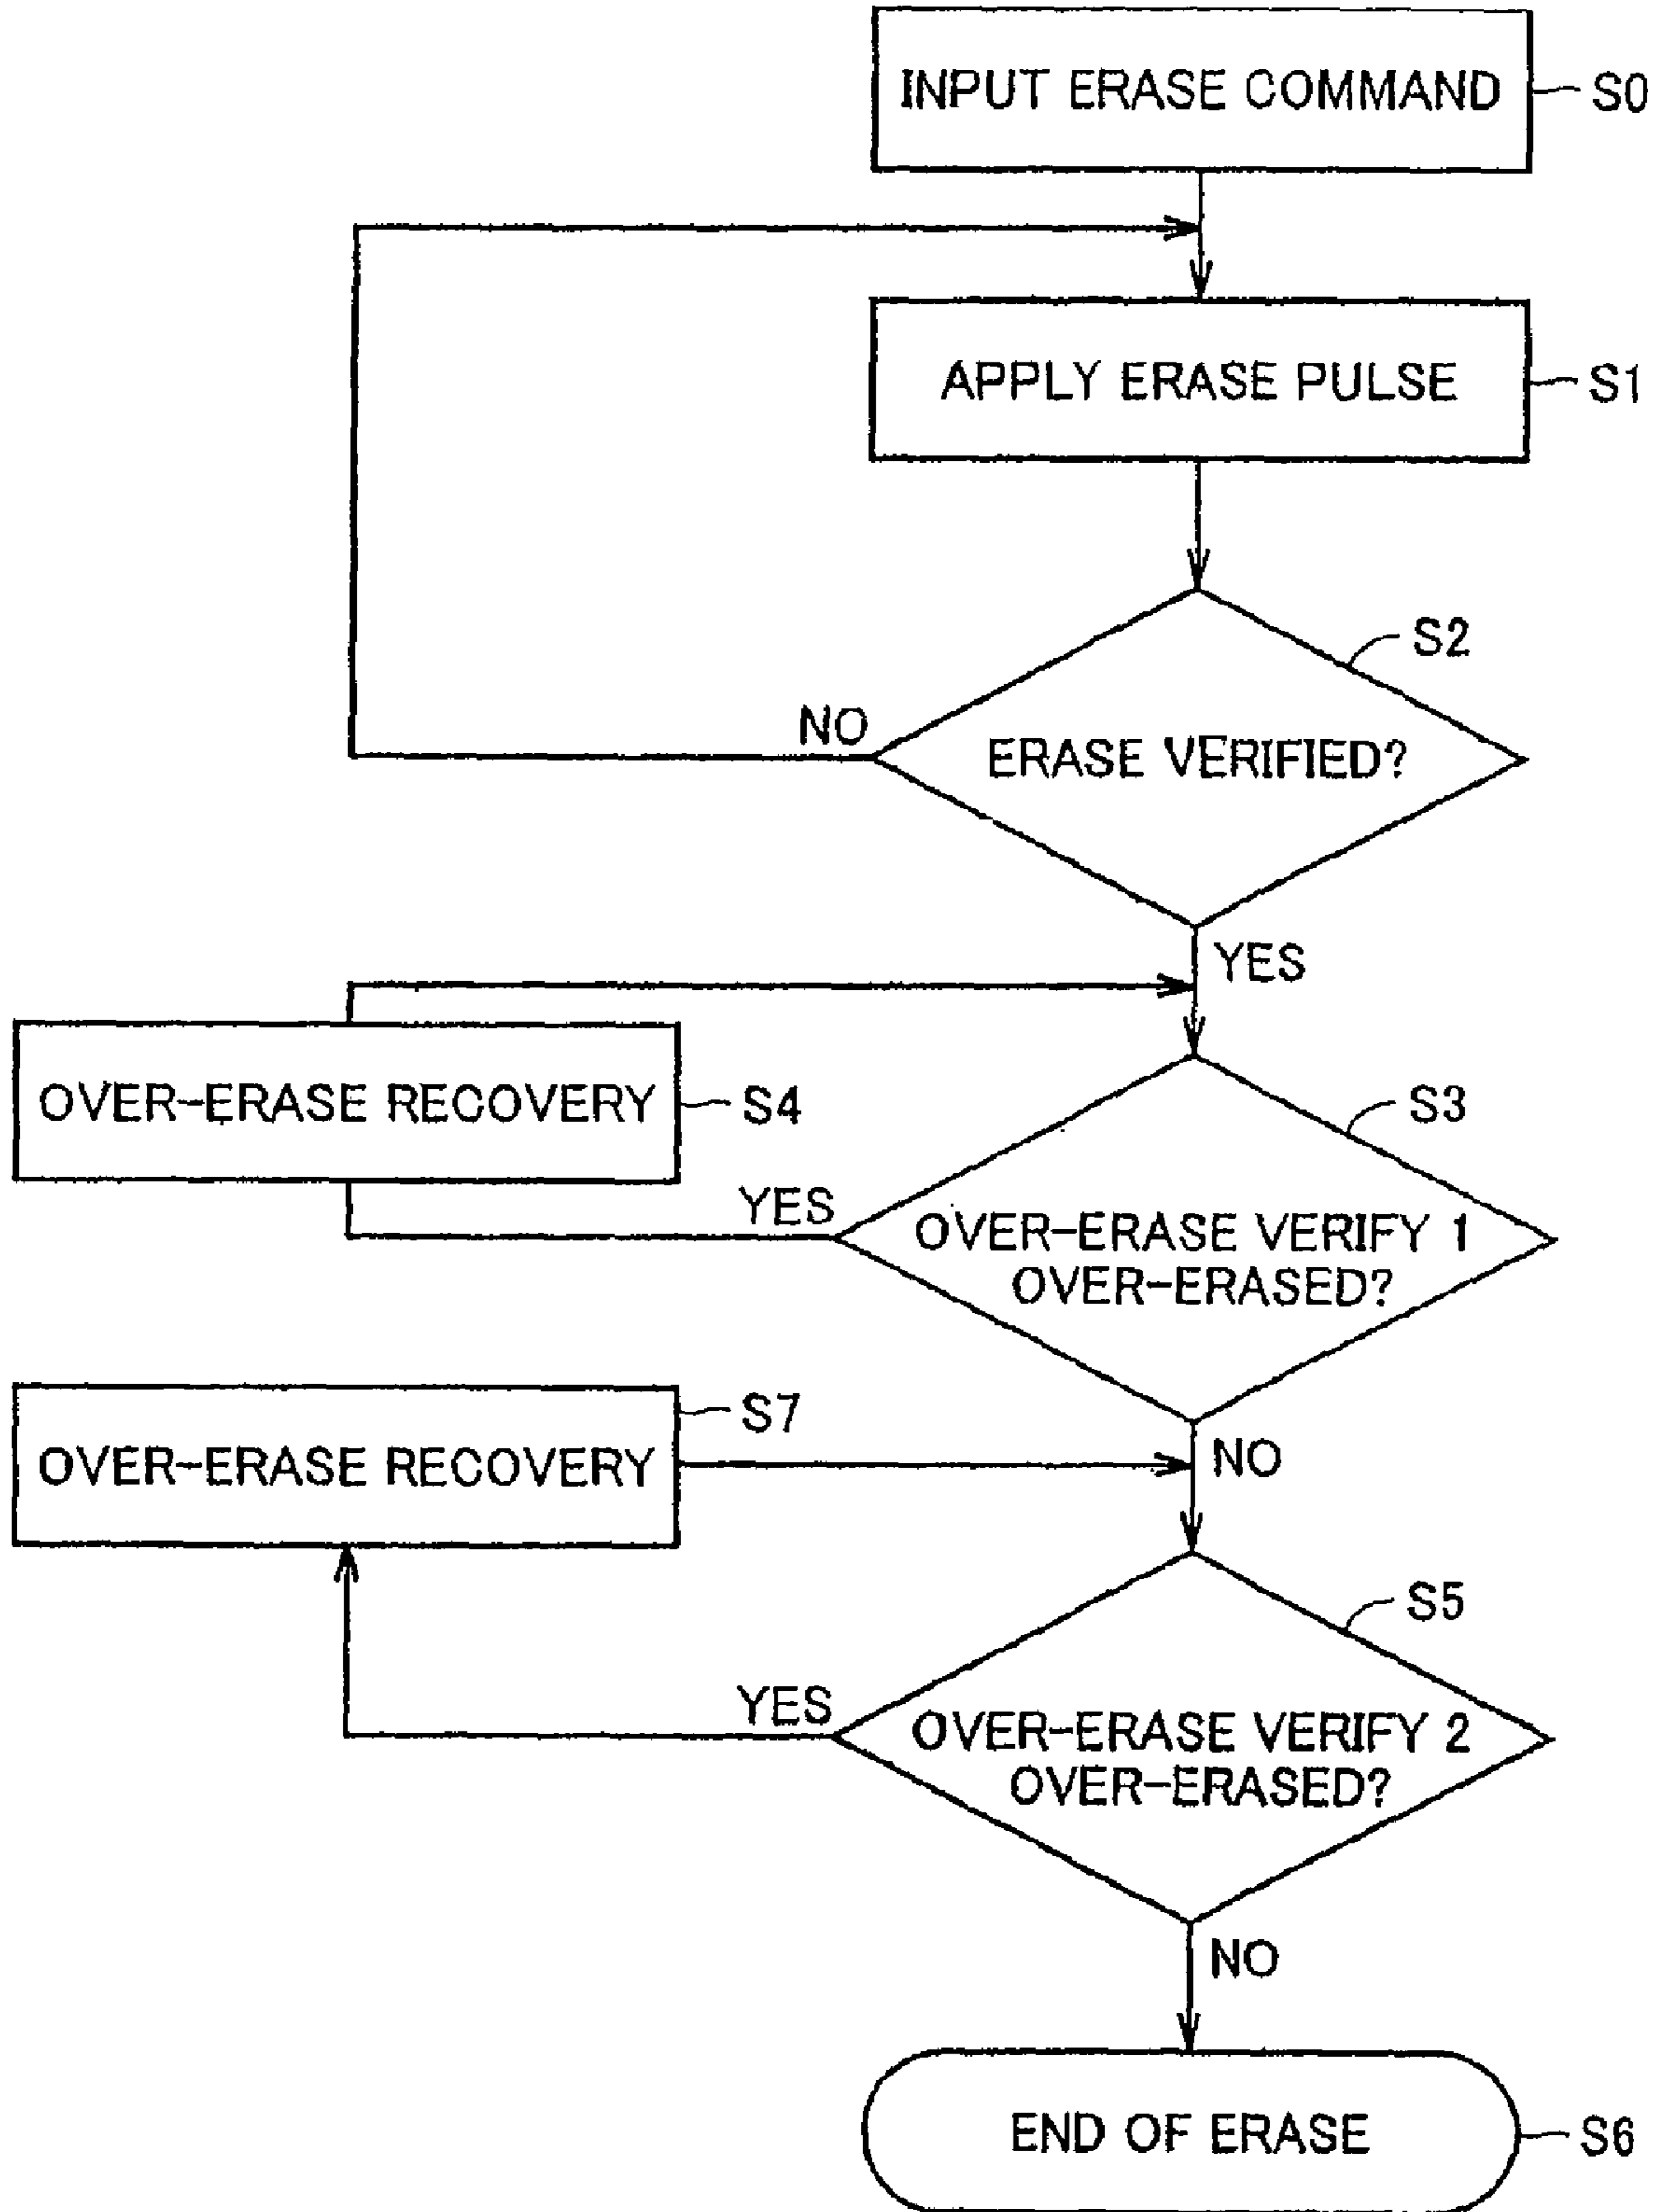 INPUT ERASE COMMAND
S0
APPLY ERASE PULSE
S1
S2
NO
ERASE VERIFIED?
YES
OVER-ERASE RECOVERY
S4
S3
YES
OVER-ERASE VERIFY 1
OVER-ERASED?
S7
OVER-ERASE RECOVERY
NO
S5
YES
OVER-ERASE VERIFY 2
OVER-ERASED?
NO
END OF ERASE
S6